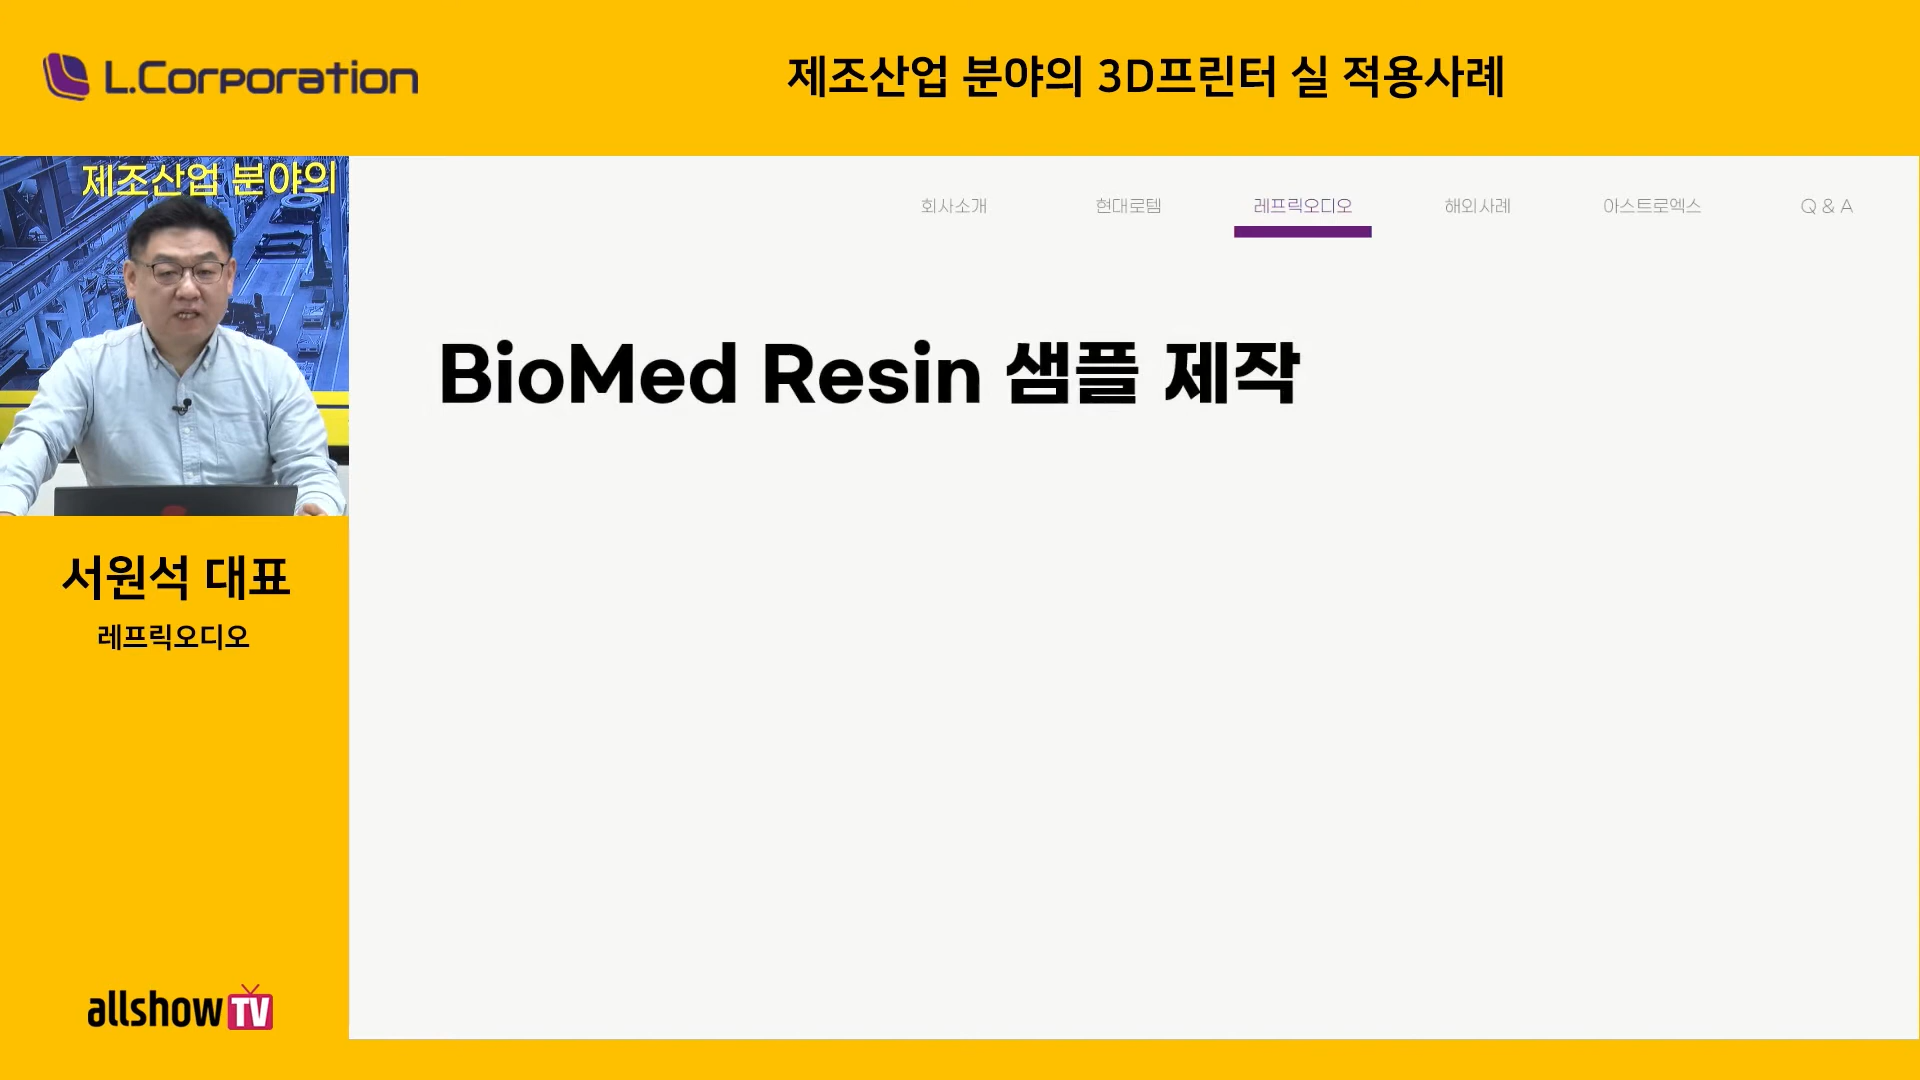 L.Corporation
제조산업 분야의 3D프린터 실 적용사례
제조산업 분야의
회사소개
현대로템
레프릭오디오
해외사례
아스트로엑스
Q & A
BioMed Resin 샘플 제작
서원석 대표
레프릭오디오
allshowTV